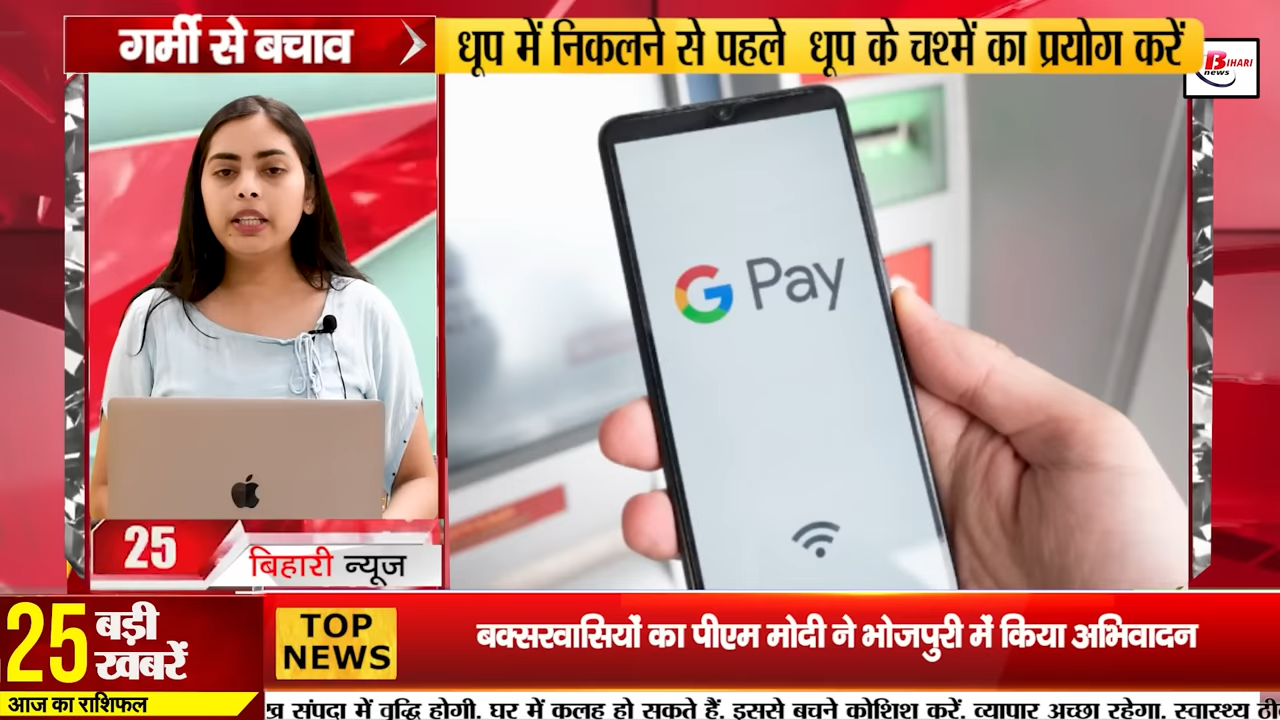 गर्मी से बचाव
धूप में निकलने से पहले धूप के चश्में का प्रयोग करें
BIHARI
news
G Pay
25
बिहारी न्यूज
25 बड़ी
खबरें
TOP
NEWS
बक्सरवासियों का पीएम मोदी ने भोजपुरी में किया अभिवादन
आज का राशिफल
संपदा में वृद्धि होगी. घर में कलह हो सकते हैं. इससे बचने कोशिश करें. व्यापार अच्छा रहेगा. स्वास्थ्य